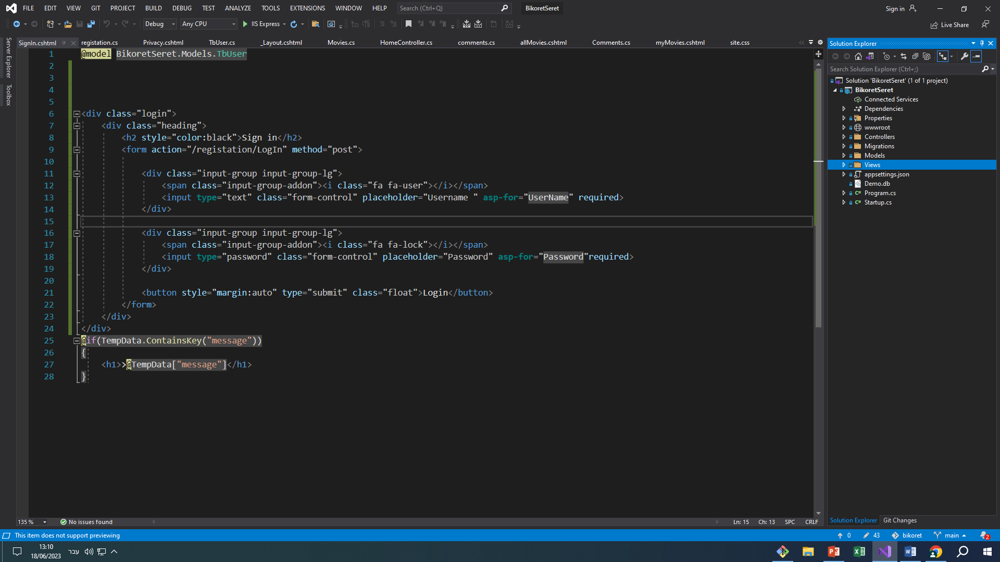 FILE EDIT VIEW GIT PROJECT BUILD DEBUG TEST ANALYZE TOOLS EXTENSIONS WINDOW HELP Search (Ctrl+Q) BikoretSeret Sign in
Debug Any CPU IIS Express Live Share
SignIn.cshtml registation.cs Privacy.cshtml TbUser.cs _Layout.cshtml Movies.cs HomeController.cs comments.cs allMovies.cshtml Comments.cs myMovies.cshtml site.css
Server Explorer
Toolbox
1 @model BikoretSeret.Models.TbUser
2
3
4
5
6 <div class="login">
7 <div class="heading">
8 <h2 style="color:black">Sign in</h2>
9 <form action="/registation/LogIn" method="post">
10
11 <div class="input-group input-group-lg">
12 <span class="input-group-addon"><i class="fa fa-user"></i></span>
13 <input type="text" class="form-control" placeholder="Username " asp-for="UserName" required>
14 </div>
15
16 <div class="input-group input-group-lg">
17 <span class="input-group-addon"><i class="fa fa-lock"></i></span>
18 <input type="password" class="form-control" placeholder="Password" asp-for="Password"required>
19 </div>
20
21 <button style="margin:auto" type="submit" class="float">Login</button>
22 </form>
23 </div>
24 </div>
25 @if(TempData.ContainsKey("message"))
26 {
27 <h1>>@TempData["message"]</h1>
28 }
135 % No issues found Ln: 15 Ch: 13 SPC CRLF
Solution Explorer
Search Solution Explorer (Ctrl+;)
Solution 'BikoretSeret' (1 of 1 project)
BikoretSeret
Connected Services
Dependencies
Properties
wwwroot
Controllers
Migrations
Models
Views
appsettings.json
Demo.db
Program.cs
Startup.cs
Solution Explorer Git Changes
This item does not support previewing 0 43 bikoret main 2
13:10
18/06/2023
עבר